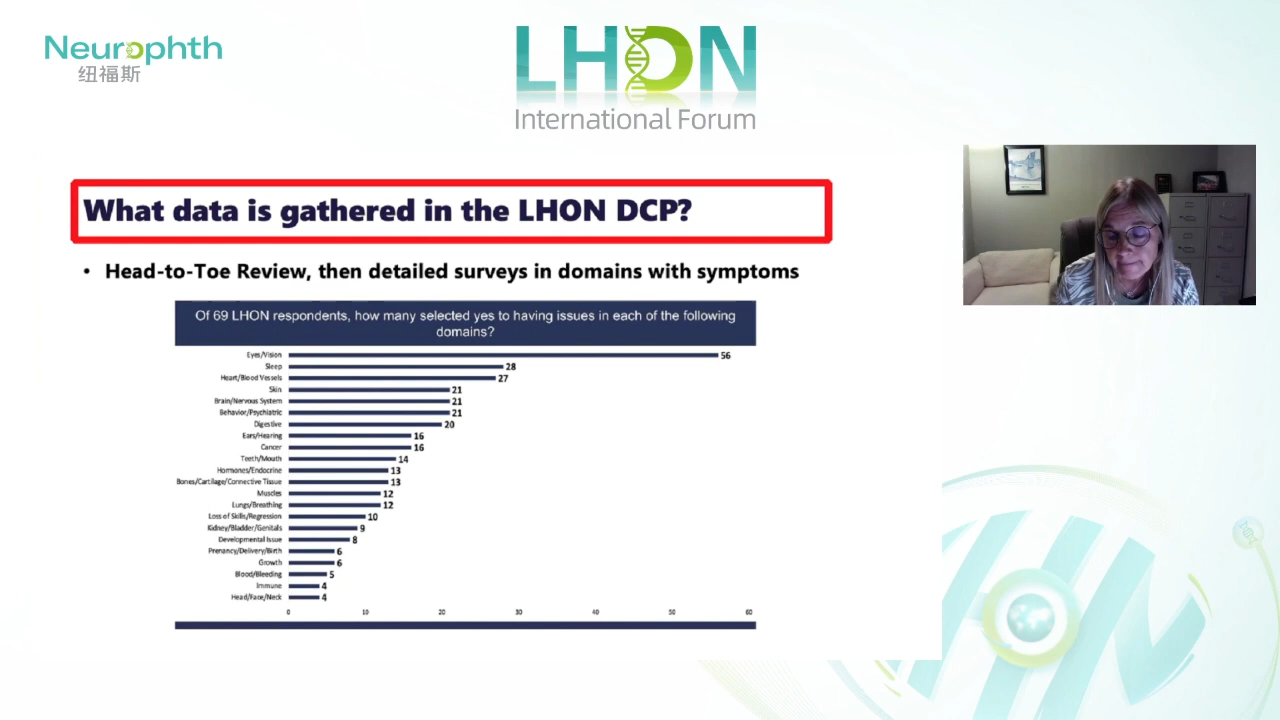 Neurophth
纽福斯
LHON
International Forum
What data is gathered in the LHON DCP?
• Head-to-Toe Review, then detailed surveys in domains with symptoms
Of 69 LHON respondents, how many selected yes to having issues in each of the following
domains?
Eyes/Vision 56
Sleep 28
Heart/Blood Vessels 27
Skin 21
Brain/Nervous System 21
Behavior/Psychiatric 21
Digestive 20
Ears/Hearing 16
Cancer 16
Teeth/Mouth 14
Hormones/Endocrine 13
Bones/Cartilage/Connective Tissue 13
Muscles 12
Lungs/Breathing 12
Loss of Skills/Regression 10
Kidney/Bladder/Genitals 9
Developmental Issue 8
Prenancy/Delivery/Birth 6
Growth 6
Blood/Bleeding 5
Immune 4
Head/Face/Neck 4
0 10 20 30 40 50 60